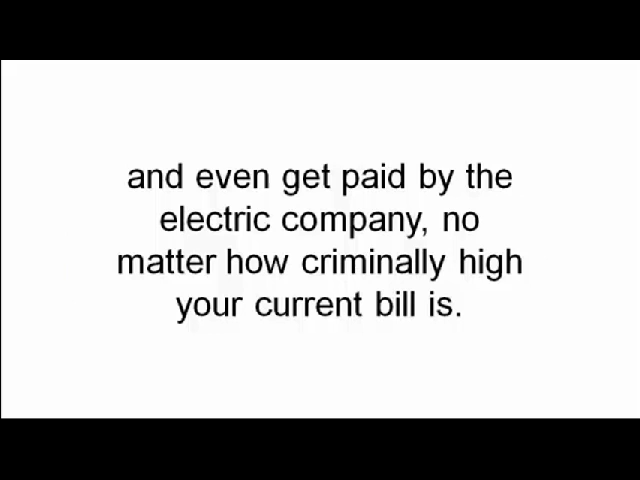 and even get paid by the
electric company, no
matter how criminally high
your current bill is.